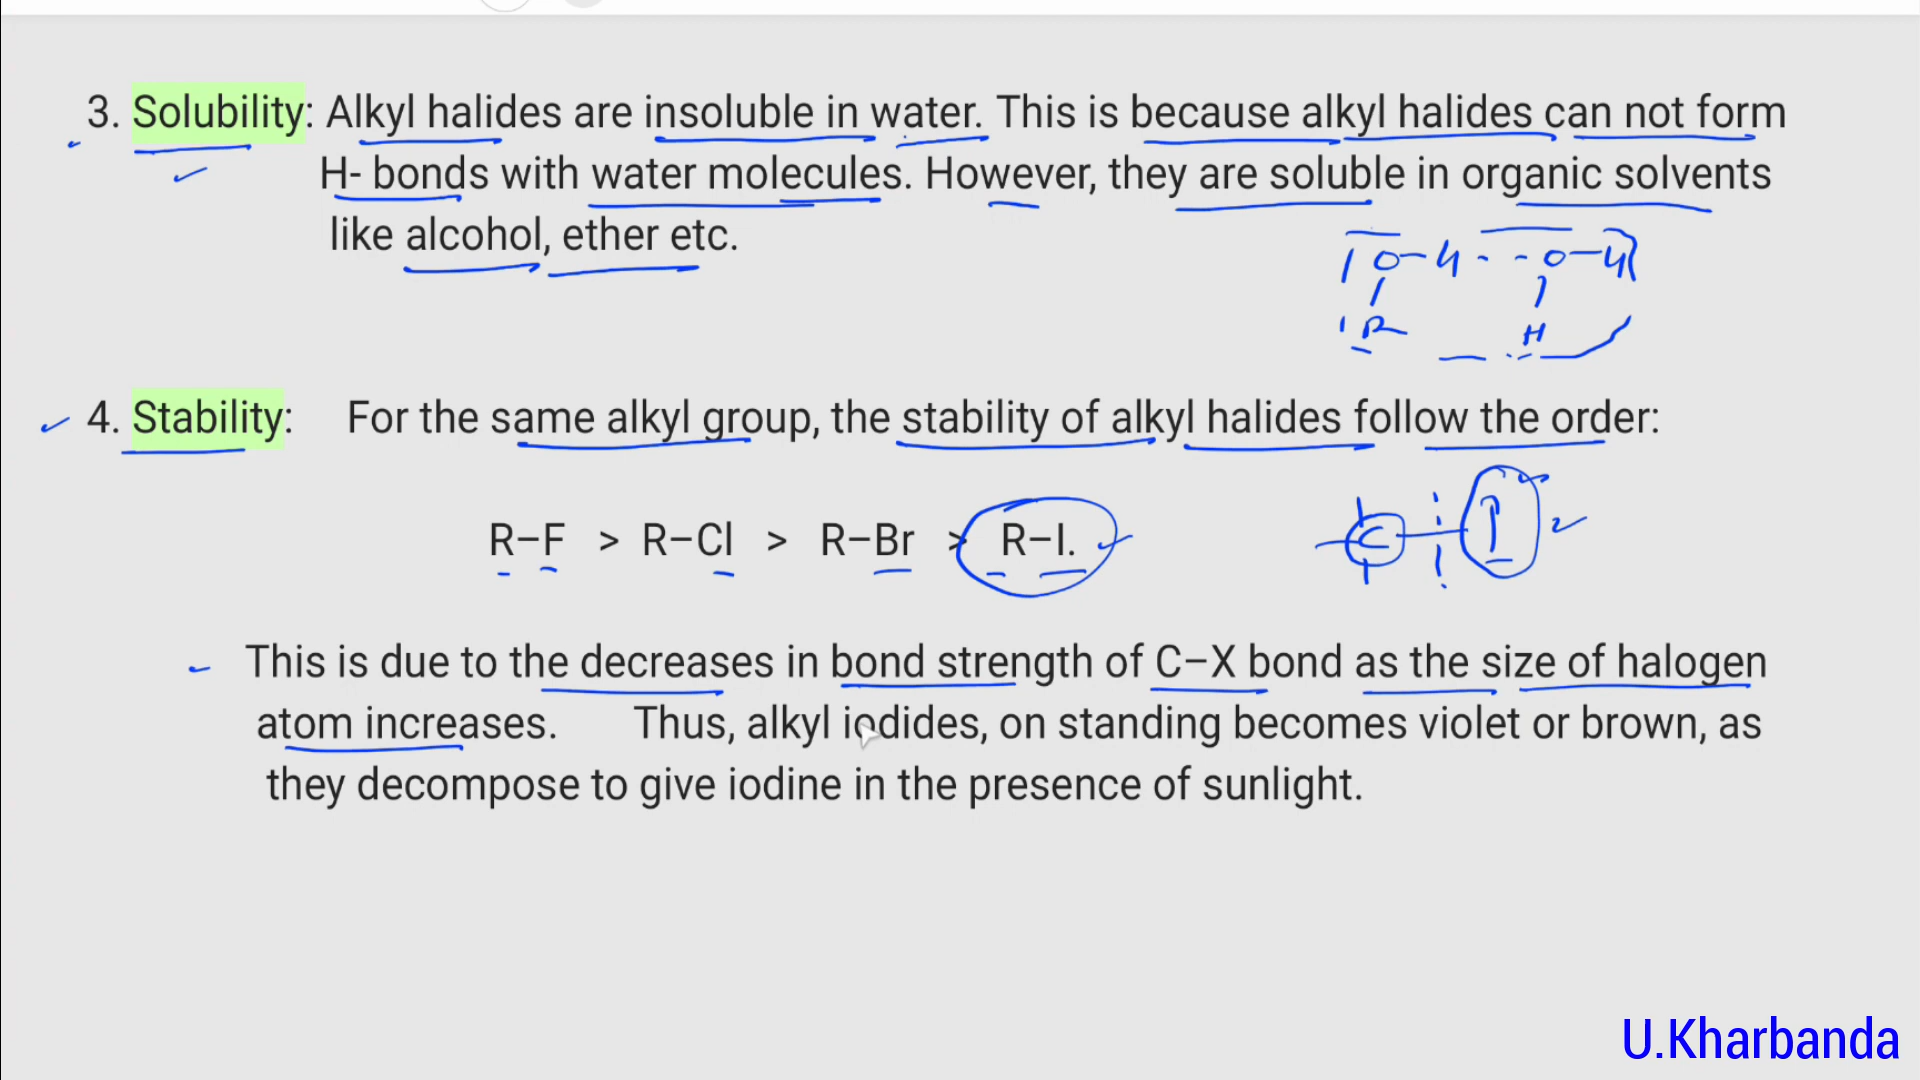 3. Solubility: Alkyl halides are insoluble in water. This is because alkyl halides can not form
H- bonds with water molecules. However, they are soluble in organic solvents
like alcohol, ether etc.
O-H - - O-H
R H
4. Stability: For the same alkyl group, the stability of alkyl halides follow the order:
R–F > R–Cl > R–Br > R–I.
C I
This is due to the decreases in bond strength of C–X bond as the size of halogen
atom increases. Thus, alkyl iodides, on standing becomes violet or brown, as
they decompose to give iodine in the presence of sunlight.
U.Kharbanda